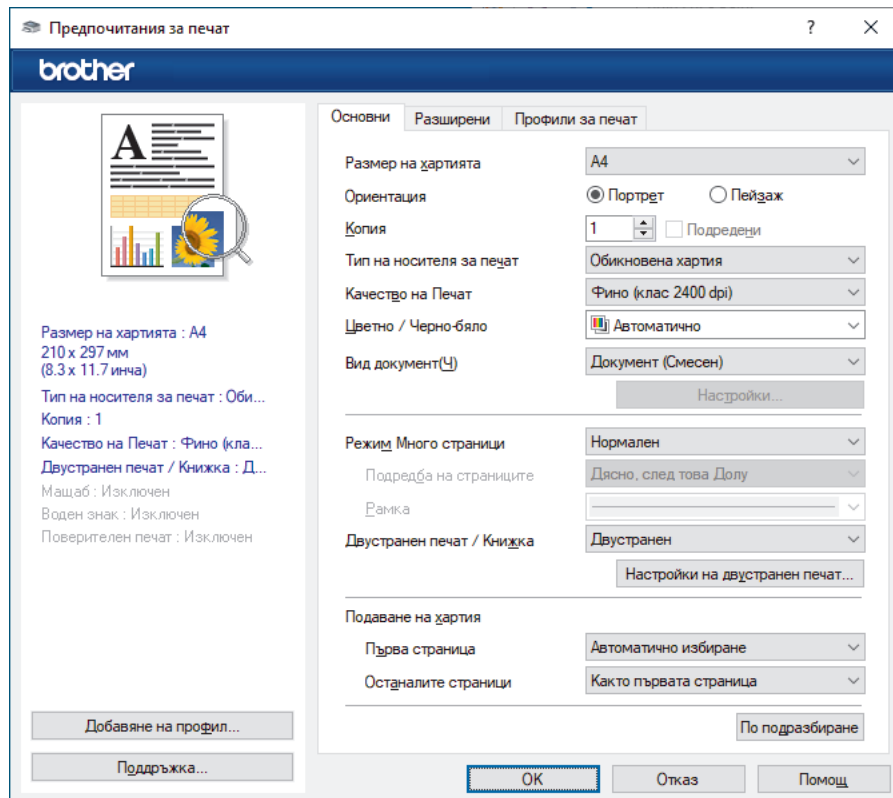 Предпочитания за печат
?
brother
A
Размер на хартията : A4
210 x 297 мм
(8.3 x 11.7 инча)
Тип на носителя за печат : Оби...
Копия : 1
Качество на Печат : Фино (кла...
Двустранен печат / Книжка : Д...
Мащаб : Изключен
Воден знак : Изключен
Поверителен печат : Изключен
Добавяне на профил...
Поддръжка...
Основни Разширени Профили за печат
Размер на хартията A4
Ориентация Портрет Пейзаж
Копия 1 Подредени
Тип на носителя за печат Обикновена хартия
Качество на Печат Фино (клас 2400 dpi)
Цветно / Черно-бяло Автоматично
Вид документ(Ч) Документ (Смесен)
Настройки...
Режим Много страници Нормален
Подредба на страниците Дясно, след това Долу
Рамка
Двустранен печат / Книжка Двустранен
Настройки на двустранен печат...
Подаване на хартия
Първа страница Автоматично избиране
Останалите страници Както първата страница
По подразбиране
OK Отказ Помощ